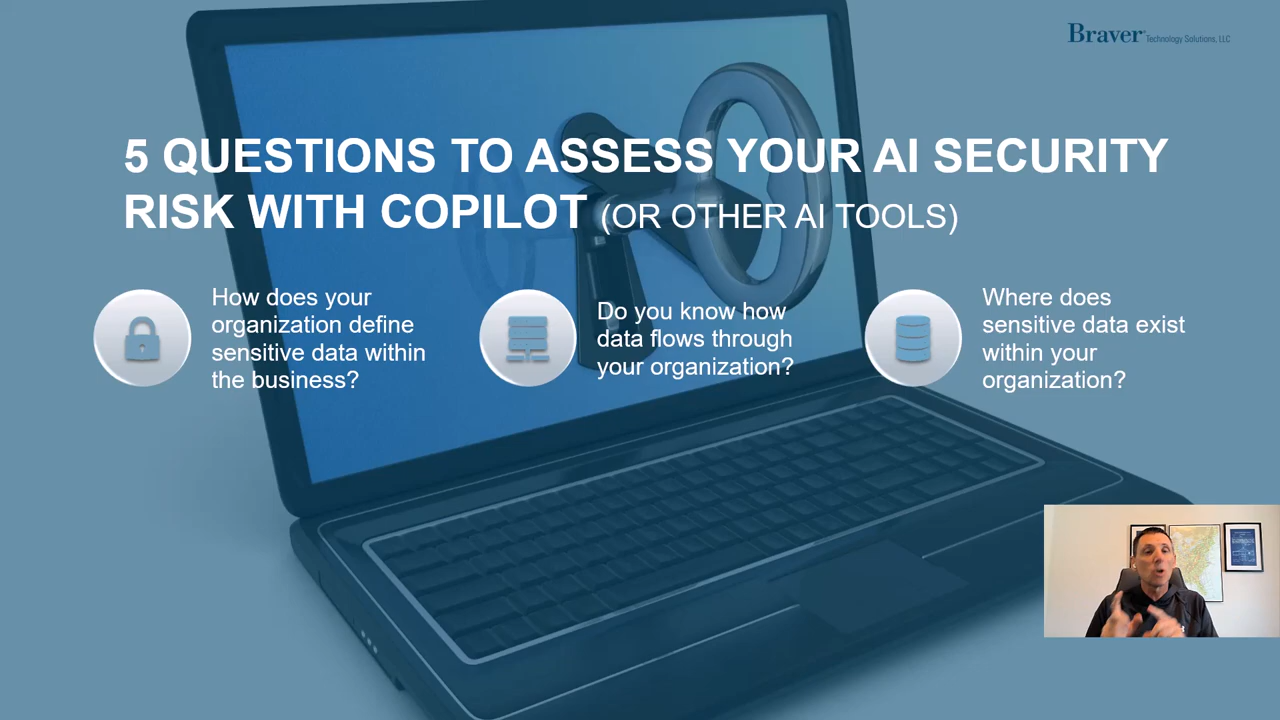 Braver Technology Solutions, LLC
5 QUESTIONS TO ASSESS YOUR AI SECURITY
RISK WITH COPILOT (OR OTHER AI TOOLS)
How does your
organization define
sensitive data within
the business?
Do you know how
data flows through
your organization?
Where does
sensitive data exist
within your
organization?